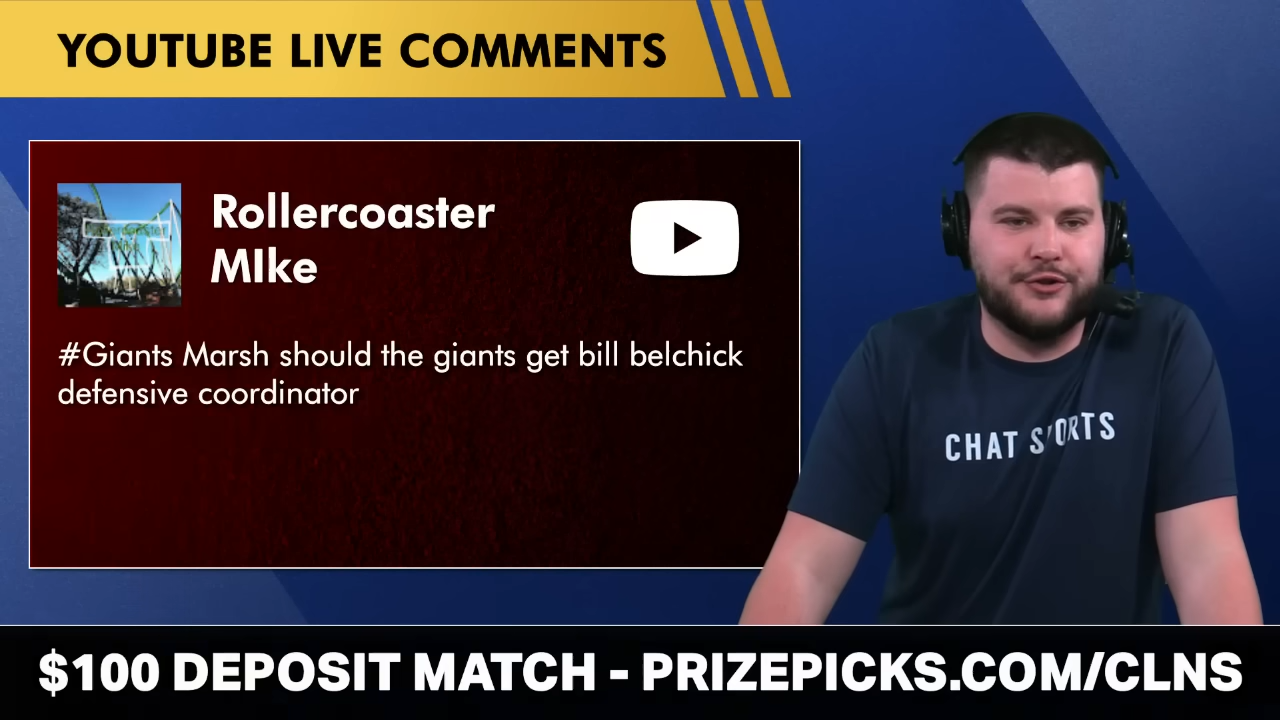 YOUTUBE LIVE COMMENTS
Rollercoaster
MIke
#Giants Marsh should the giants get bill belchick
defensive coordinator
CHAT SPORTS
$100 DEPOSIT MATCH - PRIZEPICKS.COM/CLNS